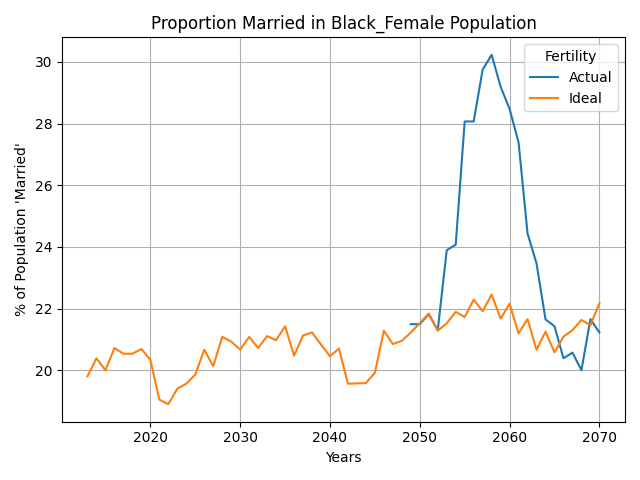 Proportion Married in Black_Female Population
% of Population 'Married'
30
28
26
24
22
20
Fertility
Actual
Ideal
2020 2030 2040 2050 2060 2070
Years